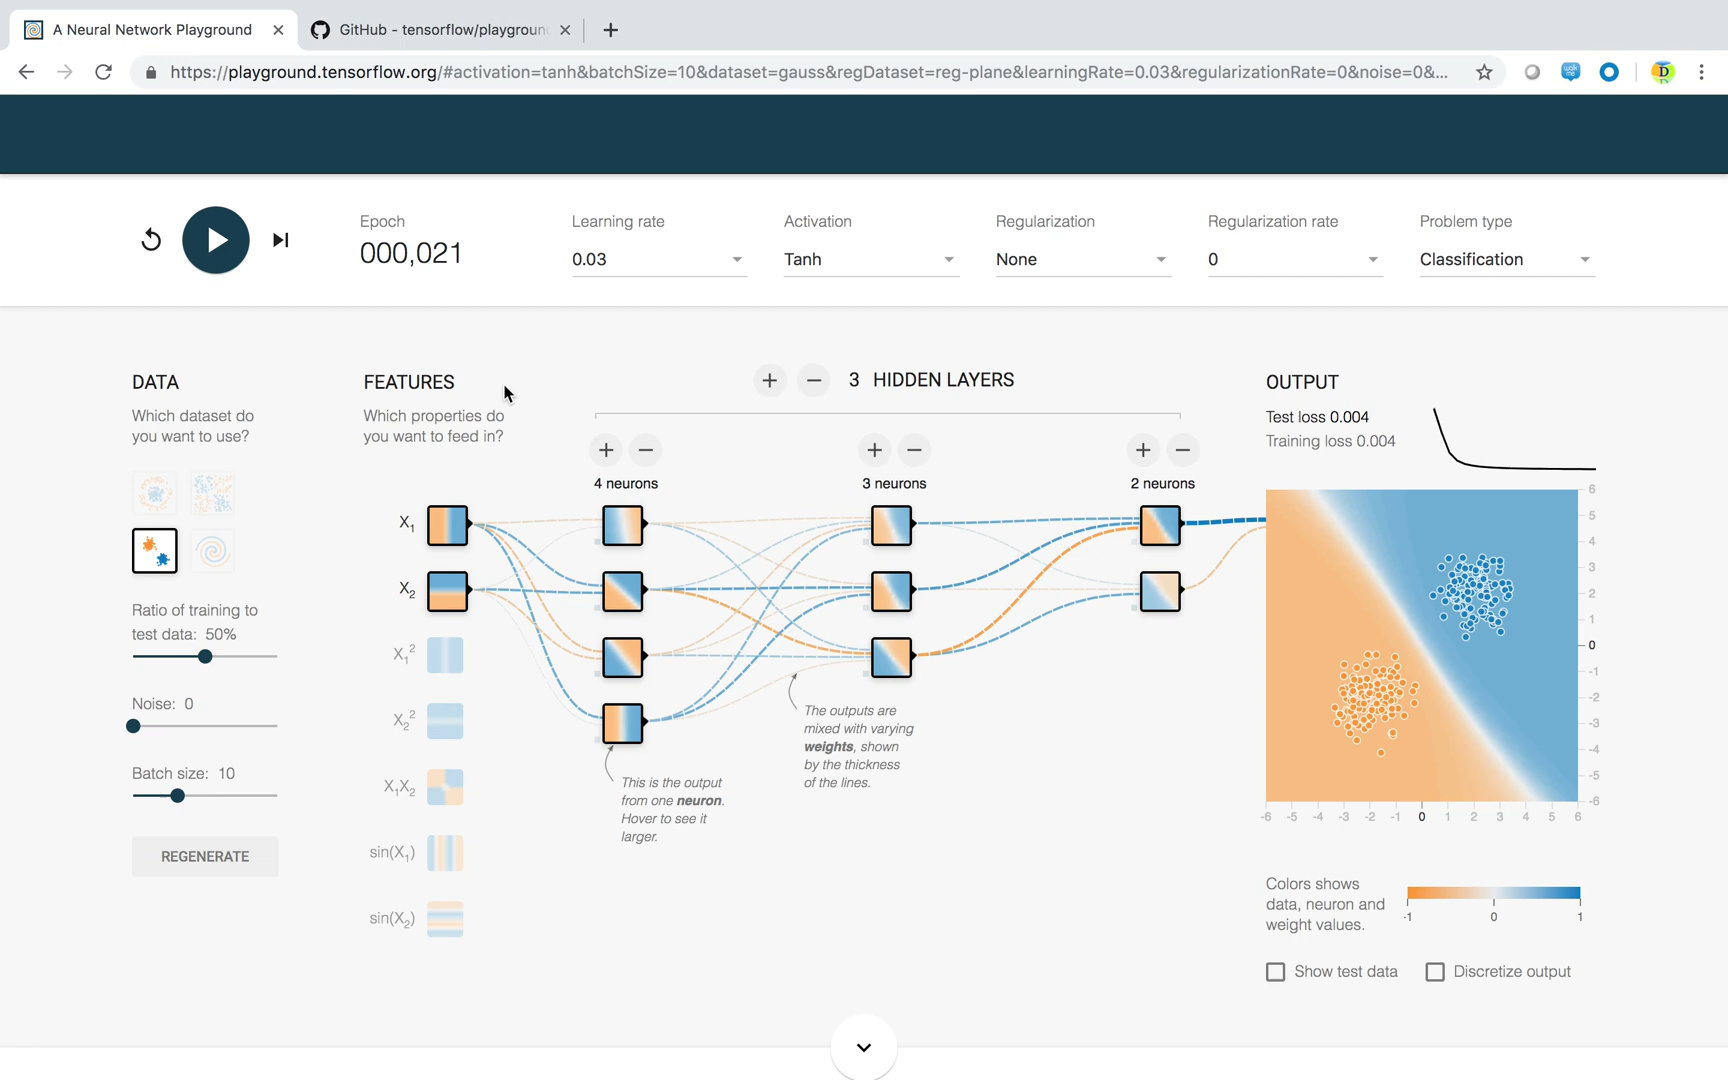 A Neural Network Playground
GitHub - tensorflow/playgroun
https://playground.tensorflow.org/#activation=tanh&batchSize=10&dataset=gauss&regDataset=reg-plane&learningRate=0.03&regularizationRate=0&noise=0&...
Epoch
000,021
Learning rate
0.03
Activation
Tanh
Regularization
None
Regularization rate
0
Problem type
Classification
DATA
Which dataset do
you want to use?
Ratio of training to
test data: 50%
Noise: 0
Batch size: 10
REGENERATE
FEATURES
Which properties do
you want to feed in?
X₁
X₂
X₁²
X₂²
X₁X₂
sin(X₁)
sin(X₂)
+ − 3 HIDDEN LAYERS
+ − + − + −
4 neurons
3 neurons
2 neurons
This is the output
from one neuron.
Hover to see it
larger.
The outputs are
mixed with varying
weights, shown
by the thickness
of the lines.
OUTPUT
Test loss 0.004
Training loss 0.004
6
5
4
3
2
1
0
-1
-2
-3
-4
-5
-6
-6 -5 -4 -3 -2 -1 0 1 2 3 4 5 6
Colors shows
data, neuron and
weight values.
-1 0 1
Show test data
Discretize output